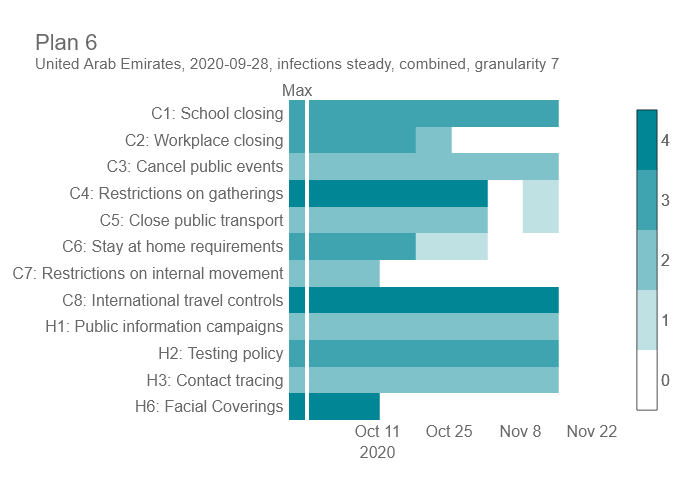 Plan 6
United Arab Emirates, 2020-09-28, infections steady, combined, granularity 7
Max
C1: School closing
C2: Workplace closing
C3: Cancel public events
C4: Restrictions on gatherings
C5: Close public transport
C6: Stay at home requirements
C7: Restrictions on internal movement
C8: International travel controls
H1: Public information campaigns
H2: Testing policy
H3: Contact tracing
H6: Facial Coverings
Oct 11 Oct 25 Nov 8 Nov 22
2020
4
3
2
1
0